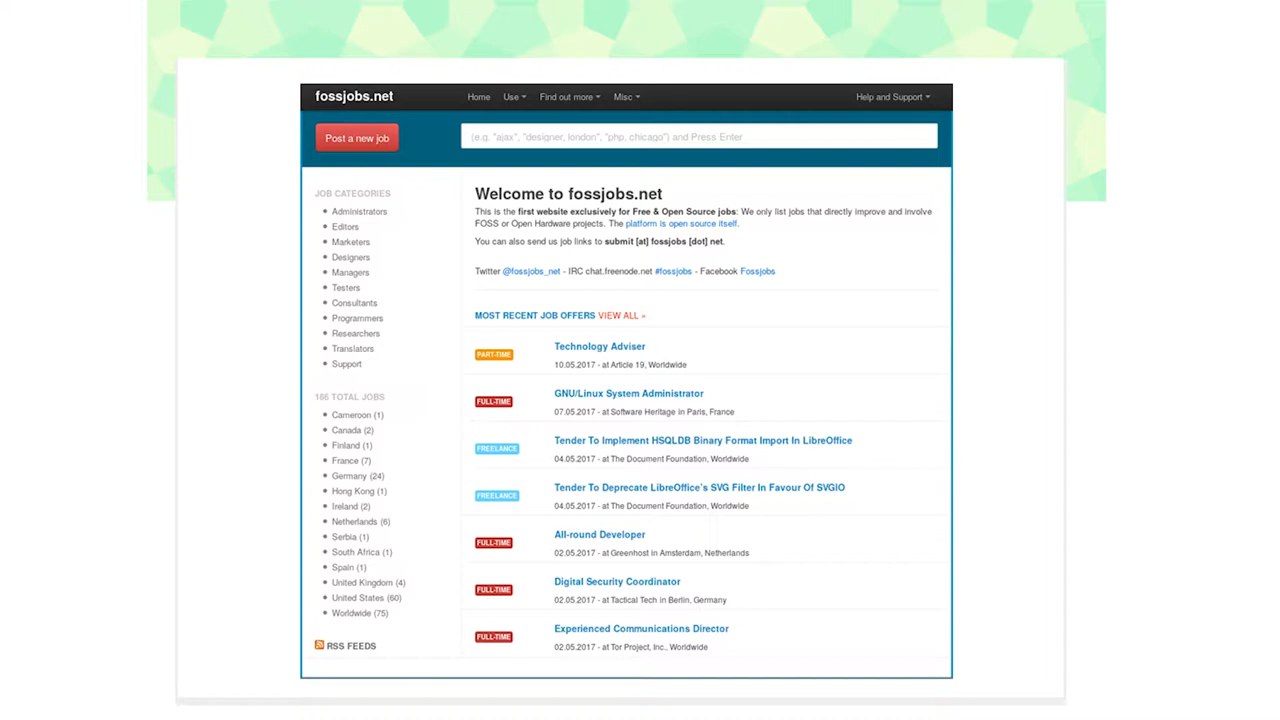 fossjobs.net
Home Use Find out more Misc Help and Support
Post a new job
(e.g. "ajax", "designer, london", "php, chicago") and Press Enter
JOB CATEGORIES
Administrators
Editors
Marketers
Designers
Managers
Testers
Consultants
Programmers
Researchers
Translators
Support
186 TOTAL JOBS
Cameroon (1)
Canada (2)
Finland (1)
France (7)
Germany (24)
Hong Kong (1)
Ireland (2)
Netherlands (6)
Serbia (1)
South Africa (1)
Spain (1)
United Kingdom (4)
United States (60)
Worldwide (75)
RSS FEEDS
Welcome to fossjobs.net
This is the first website exclusively for Free & Open Source jobs: We only list jobs that directly improve and involve
FOSS or Open Hardware projects. The platform is open source itself.
You can also send us job links to submit [at] fossjobs [dot] net.
Twitter @fossjobs_net - IRC chat.freenode.net #fossjobs - Facebook Fossjobs
MOST RECENT JOB OFFERS VIEW ALL »
PART-TIME
Technology Adviser
10.05.2017 - at Article 19, Worldwide
FULL-TIME
GNU/Linux System Administrator
07.05.2017 - at Software Heritage in Paris, France
FREELANCE
Tender To Implement HSQLDB Binary Format Import In LibreOffice
04.05.2017 - at The Document Foundation, Worldwide
FREELANCE
Tender To Deprecate LibreOffice's SVG Filter In Favour Of SVGIO
04.05.2017 - at The Document Foundation, Worldwide
FULL-TIME
All-round Developer
02.05.2017 - at Greenhost in Amsterdam, Netherlands
FULL-TIME
Digital Security Coordinator
02.05.2017 - at Tactical Tech in Berlin, Germany
FULL-TIME
Experienced Communications Director
02.05.2017 - at Tor Project, Inc., Worldwide